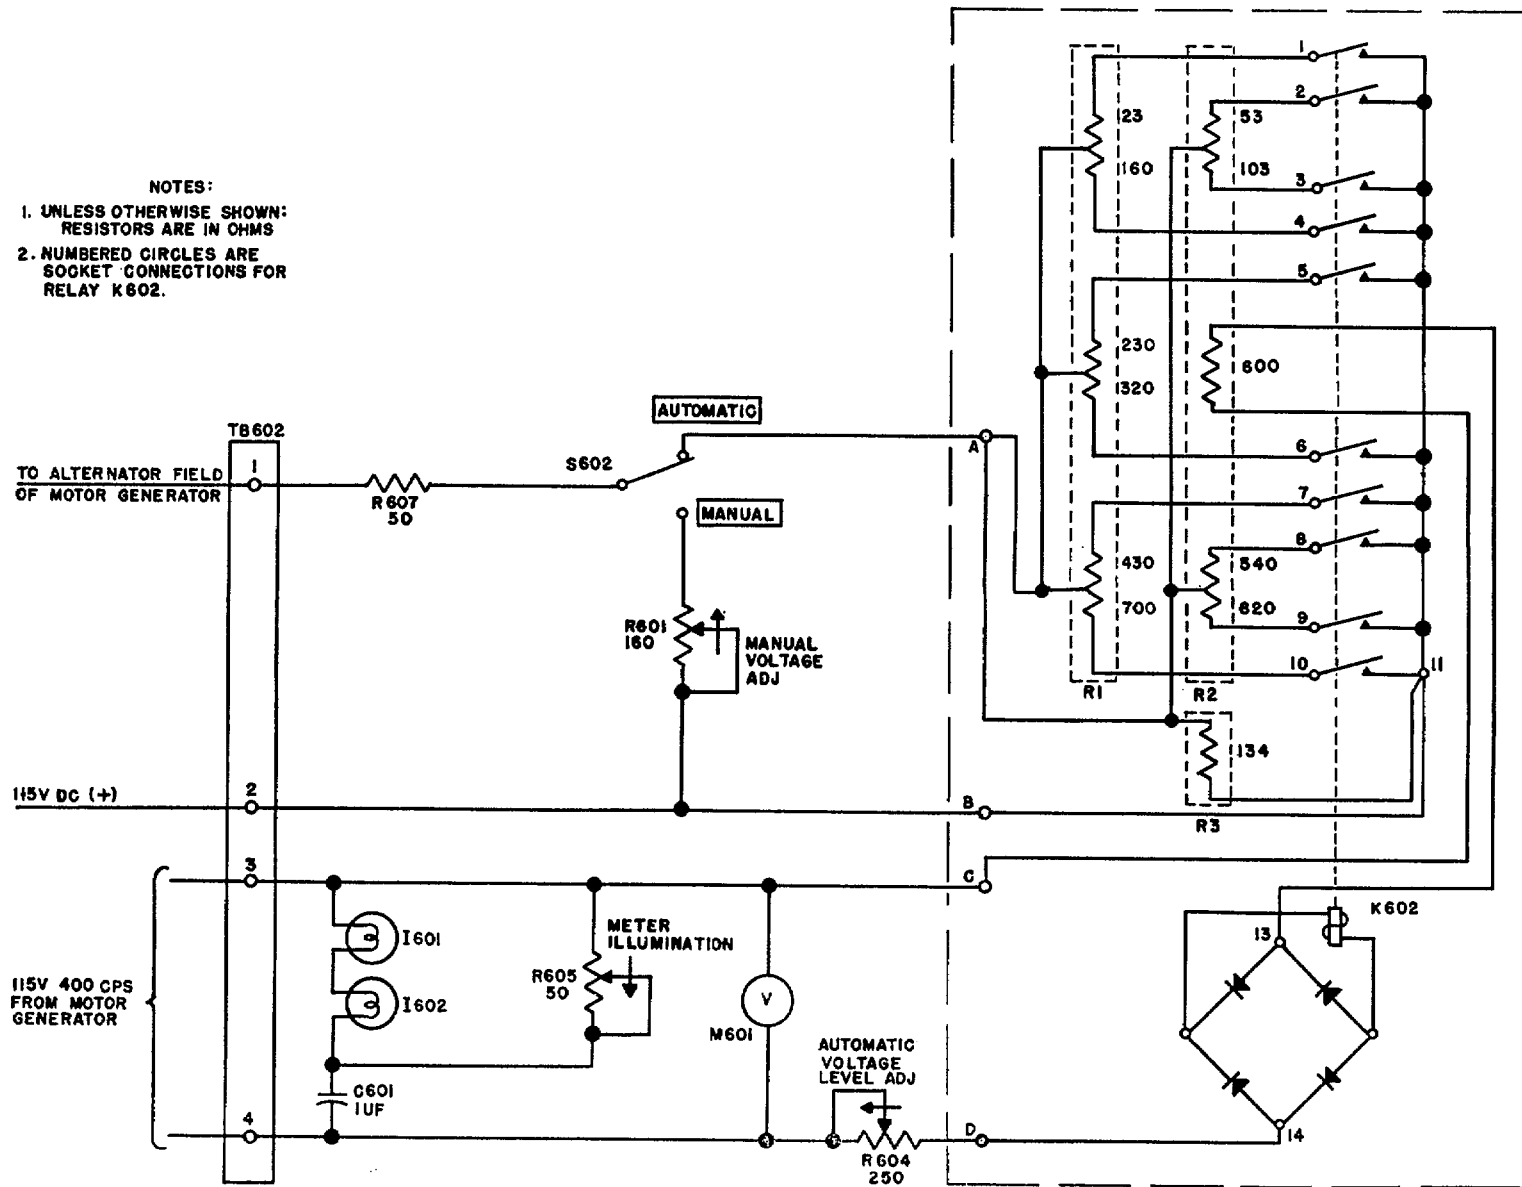 NOTES:
1. UNLESS OTHERWISE SHOWN:
RESISTORS ARE IN OHMS
2. NUMBERED CIRCLES ARE
SOCKET CONNECTIONS FOR
RELAY K602.
TB602
1
TO ALTERNATOR FIELD
OF MOTOR GENERATOR
R607
50
S602
AUTOMATIC
MANUAL
R601
160
MANUAL
VOLTAGE
ADJ
115V DC (+)
2
3
4
115V 400 CPS
FROM MOTOR
GENERATOR
I601
I602
C601
1UF
METER
ILLUMINATION
R605
50
V
M601
AUTOMATIC
VOLTAGE
LEVEL ADJ
R604
250
A
B
C
D
23
160
230
320
430
700
R1
53
103
600
540
620
R2
134
R3
1
2
3
4
5
6
7
8
9
10
11
K602
13
14